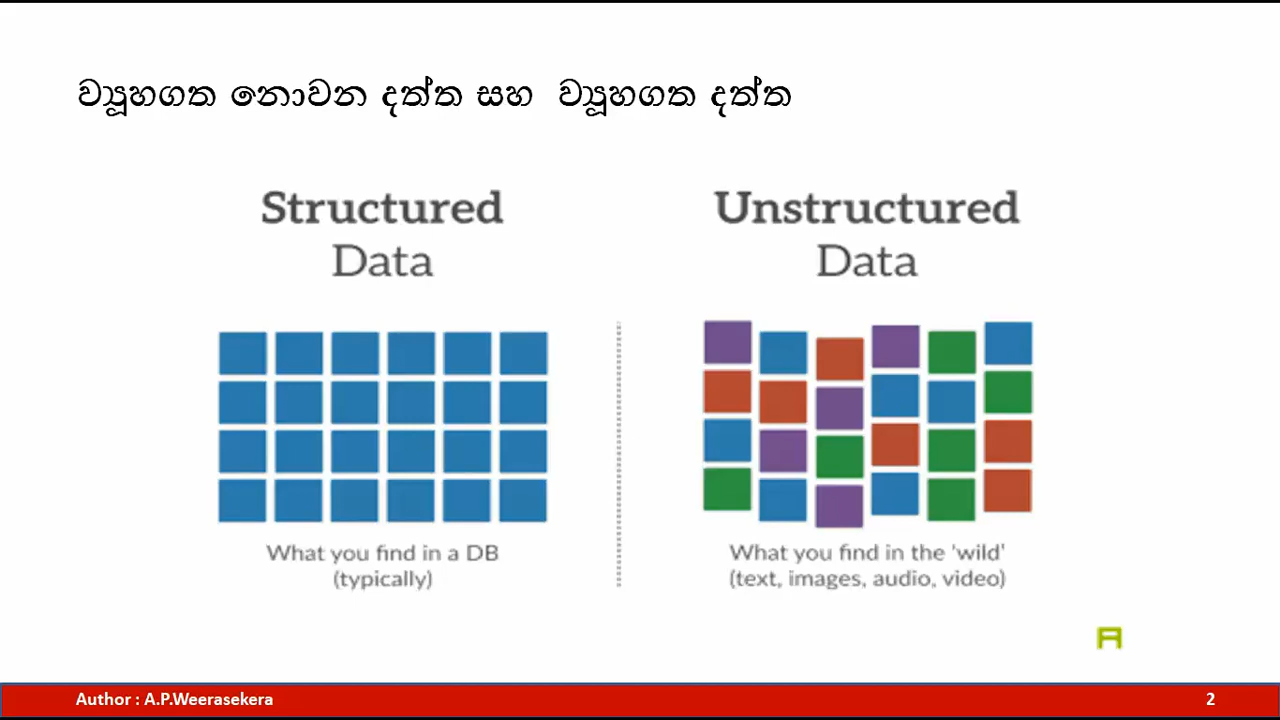 ව්‍යූහගත නොවන දත්ත සහ ව්‍යූහගත දත්ත
Structured
Data
Unstructured
Data
What you find in a DB
(typically)
What you find in the 'wild'
(text, images, audio, video)
Author : A.P.Weerasekera
2